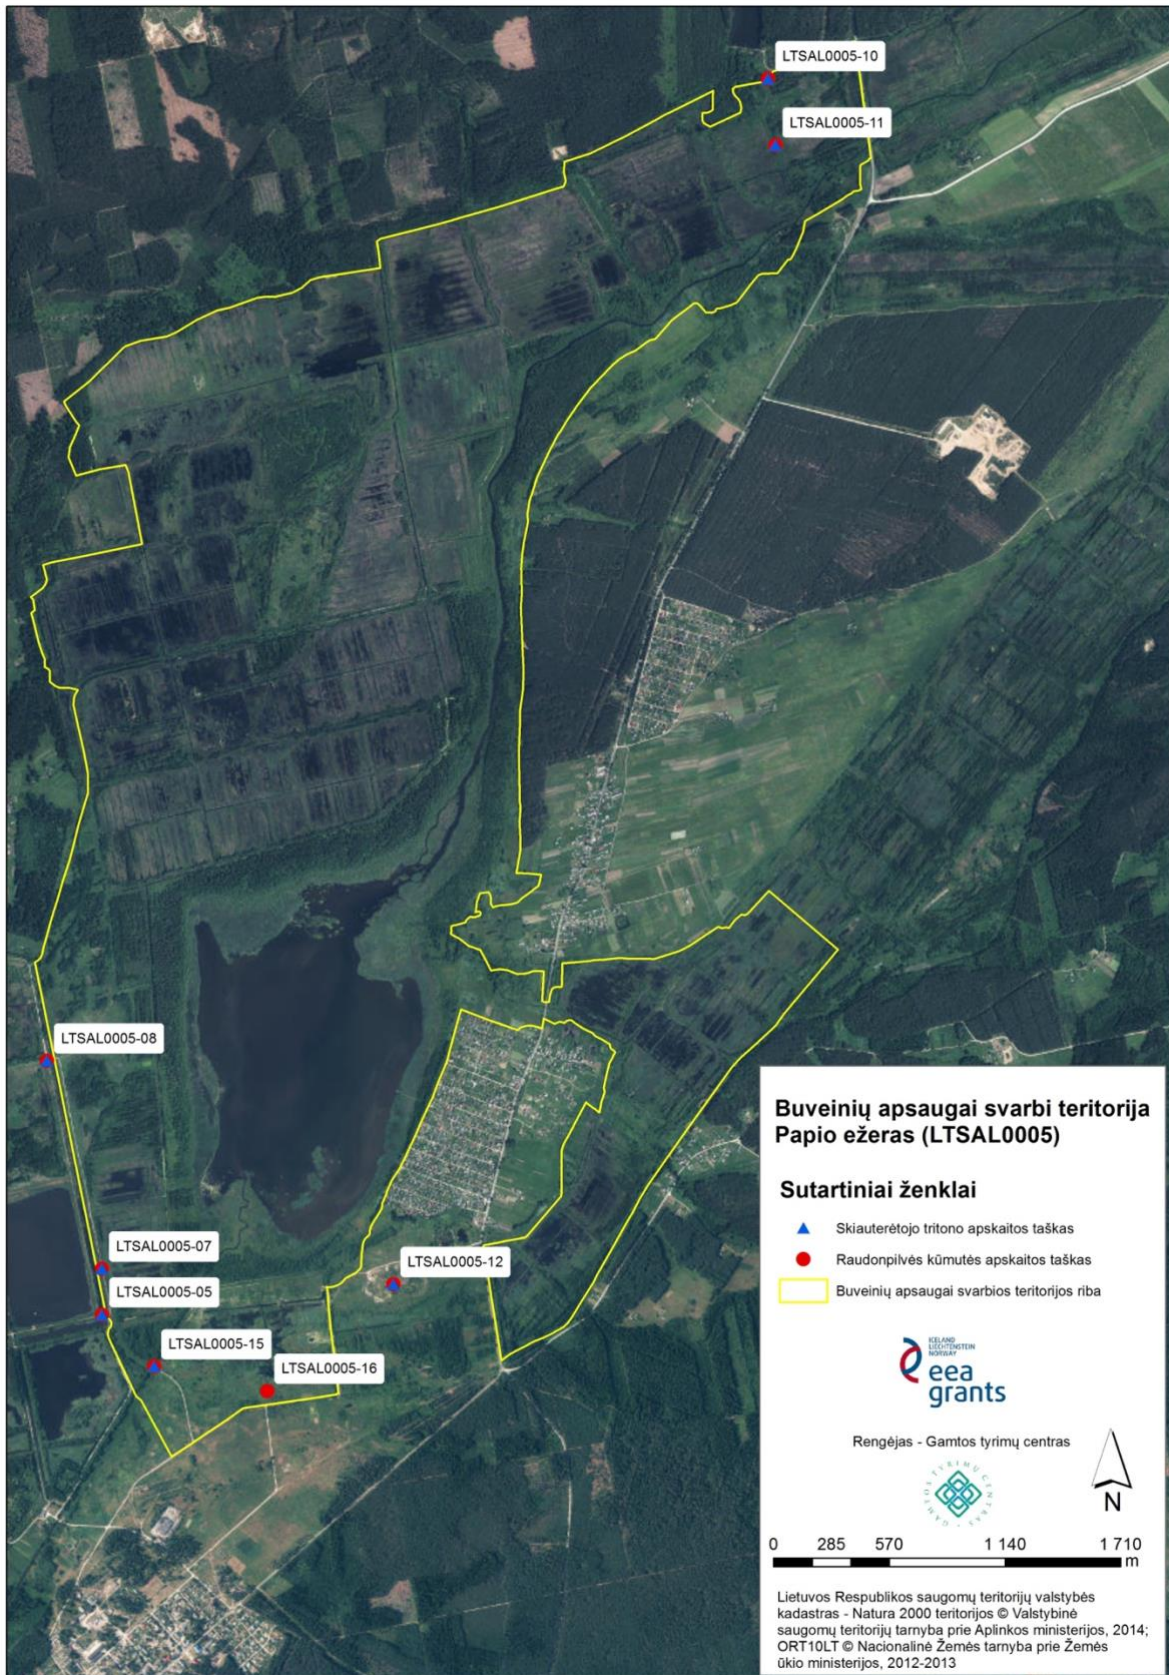 LTSAL0005-10
LTSAL0005-11
LTSAL0005-08
LTSAL0005-07
LTSAL0005-05
LTSAL0005-12
LTSAL0005-15
LTSAL0005-16
Buveinių apsaugai svarbi teritorija
Papio ežeras (LTSAL0005)
Sutartiniai ženklai
Skiauterėtojo tritono apskaitos taškas
Raudonpilvės kūmutės apskaitos taškas
Buveinių apsaugai svarbios teritorijos riba
ICELAND
LIECHTENSTEIN
NORWAY
eea
grants
Rengėjas - Gamtos tyrimų centras
GAMTOS TYRIMŲ CENTRAS
N
0 285 570 1 140 1 710
m
Lietuvos Respublikos saugomų teritorijų valstybės
kadastras - Natura 2000 teritorijos © Valstybinė
saugomų teritorijų tarnyba prie Aplinkos ministerijos, 2014;
ORT10LT © Nacionalinė Žemės tarnyba prie Žemės
ūkio ministerijos, 2012-2013